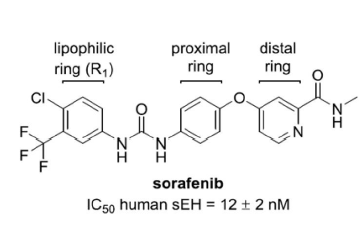 lipophilic proximal distal
ring (R₁) ring ring
Cl O O O
F N N N N
F H H H
F
sorafenib
IC₅₀ human sEH = 12 ± 2 nM